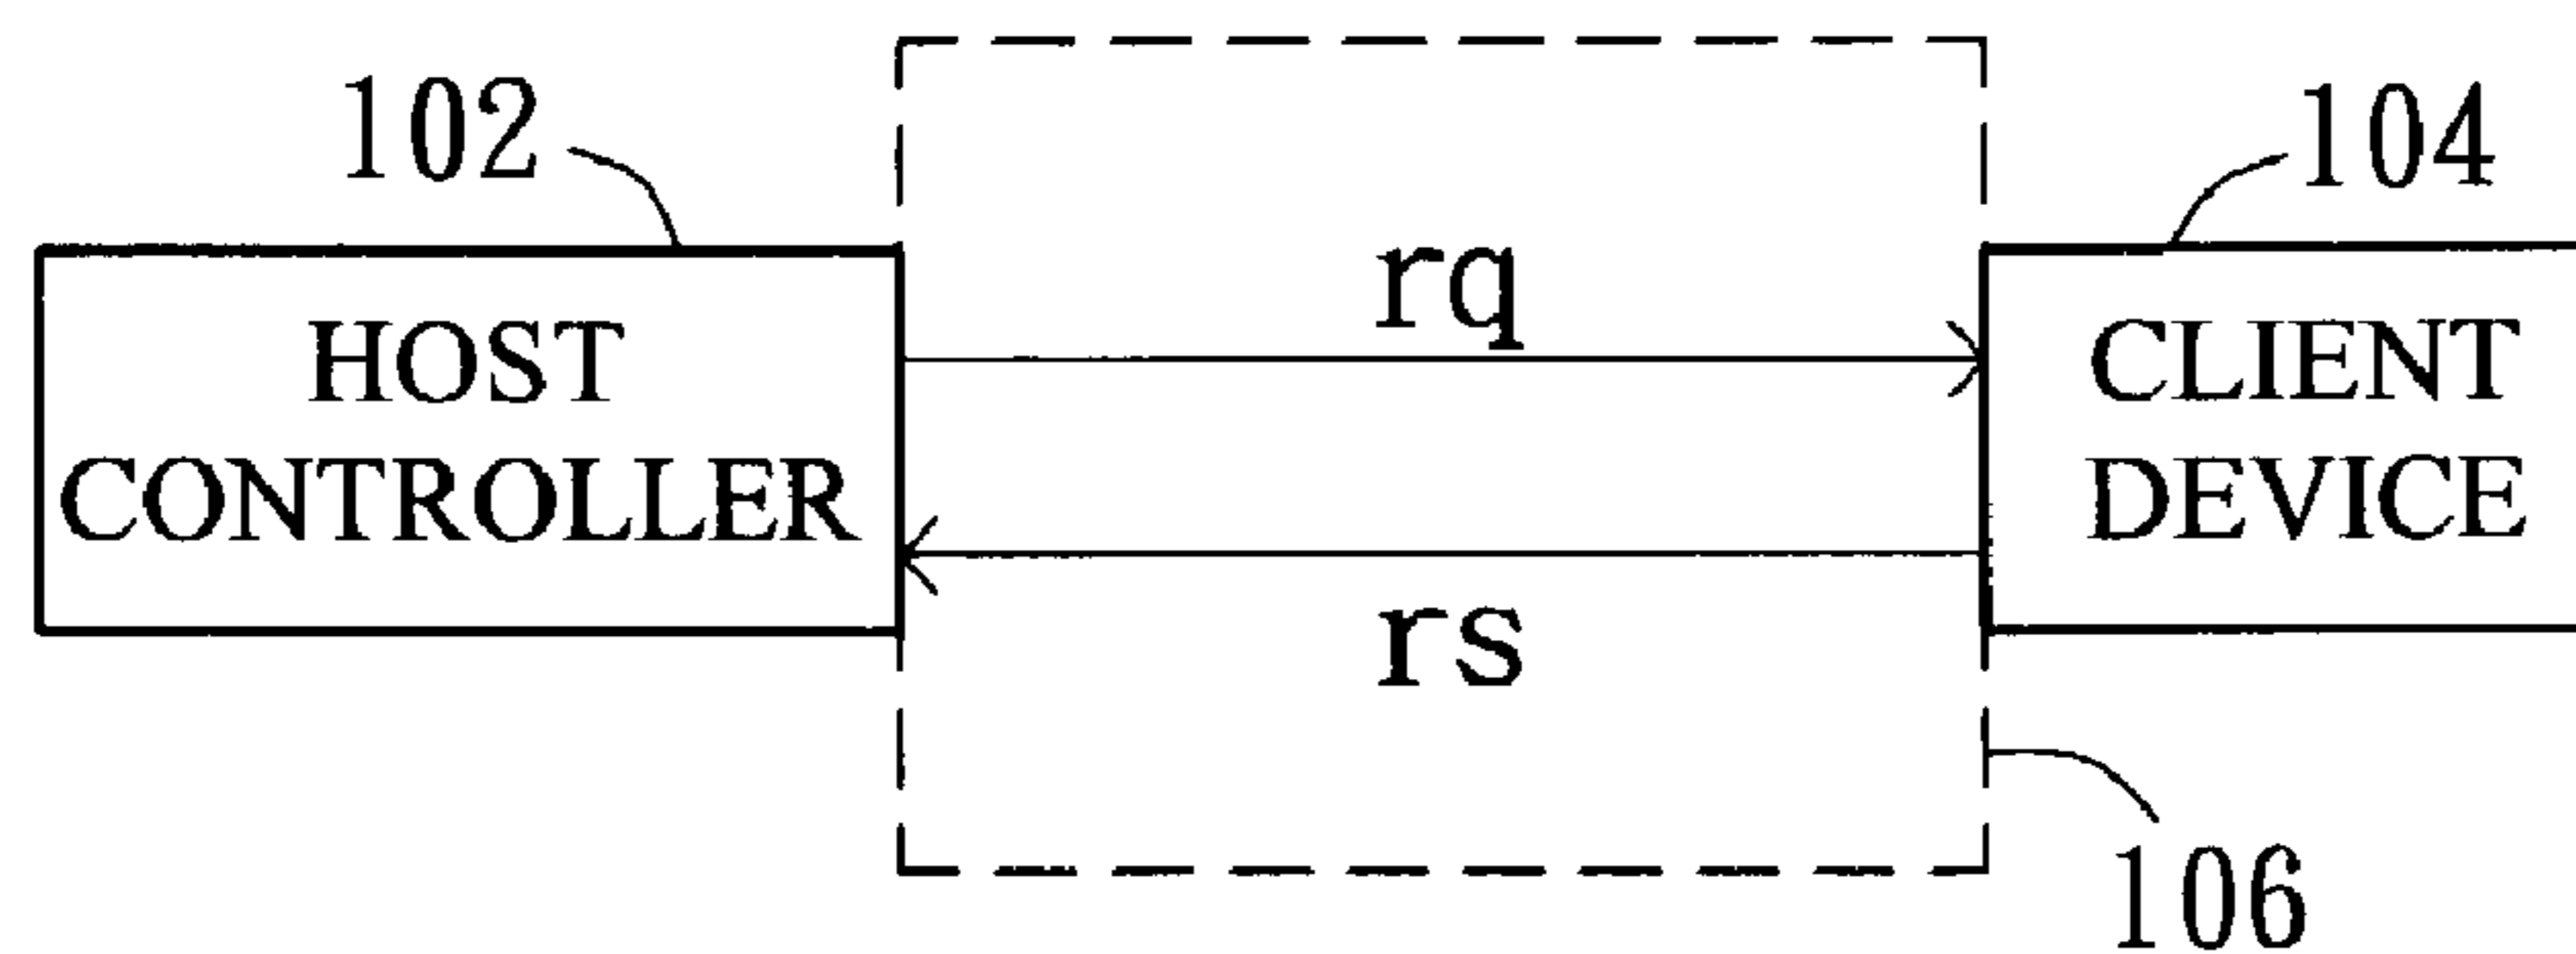 102
104
rq
HOST
CONTROLLER
CLIENT
DEVICE
rs
106